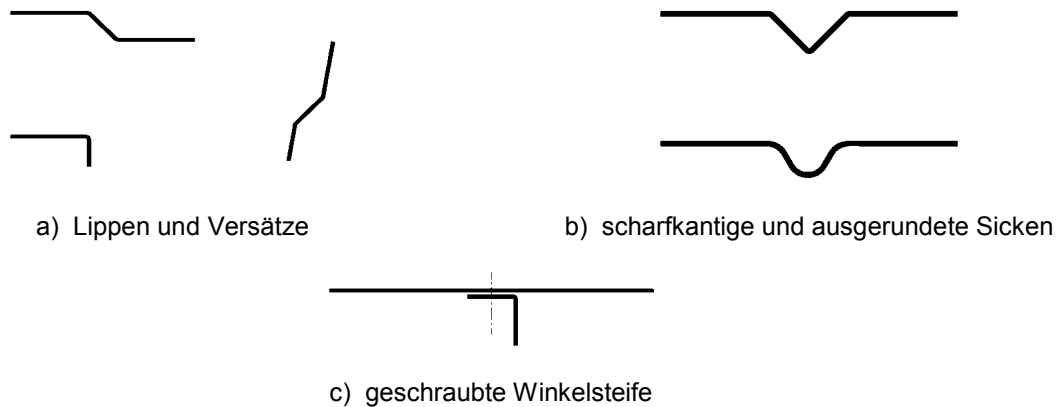 a) Lippen und Versätze
b) scharfkantige und ausgerundete Sicken
c) geschraubte Winkelsteife